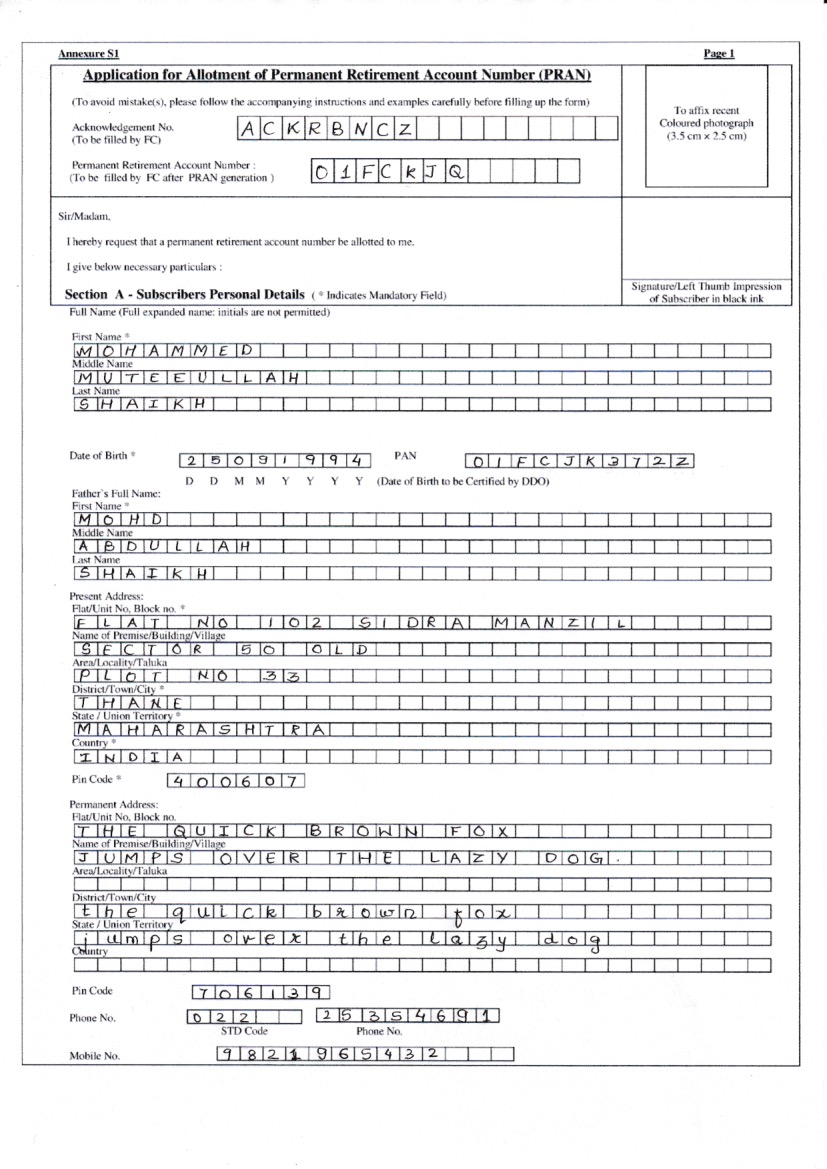 Annexure S1 Page 1
Application for Allotment of Permanent Retirement Account Number (PRAN)
(To avoid mistake(s), please follow the accompanying instructions and examples carefully before filling up the form)
To affix recent
Coloured photograph
(3.5 cm × 2.5 cm)
Acknowledgement No. ACKRBNCZ
(To be filled by FC)
Permanent Retirement Account Number : 01FCKJQ
(To be filled by FC after PRAN generation )
Sir/Madam,
I hereby request that a permanent retirement account number be allotted to me.
I give below necessary particulars :
Signature/Left Thumb Impression
of Subscriber in black ink
Section A - Subscribers Personal Details ( * Indicates Mandatory Field)
Full Name (Full expanded name: initials are not permitted)
First Name *
MOHAMMED
Middle Name
MUTEEULLAH
Last Name
SHAIKH
Date of Birth * 25091994 PAN 01FCJK372Z
D D M M Y Y Y Y (Date of Birth to be Certified by DDO)
Father's Full Name:
First Name *
MOHD
Middle Name
ABDULLAH
Last Name
SHAIKH
Present Address:
Flat/Unit No, Block no. *
FLAT NO 102 SIDRA MANZIL
Name of Premise/Building/Village
SECTOR 50 OLD
Area/Locality/Taluka
PLOT NO 33
District/Town/City *
THANE
State / Union Territory *
MAHARASHTRA
Country *
INDIA
Pin Code * 400607
Permanent Address:
Flat/Unit No, Block no.
THE QUICK BROWN FOX
Name of Premise/Building/Village
JUMPS OVER THE LAZY DOG.
Area/Locality/Taluka
District/Town/City
the quick brown fox
State / Union Territory
jumps over the lazy dog
Country
Pin Code 706139
Phone No. 022 25354691
STD Code Phone No.
Mobile No. 9821965432